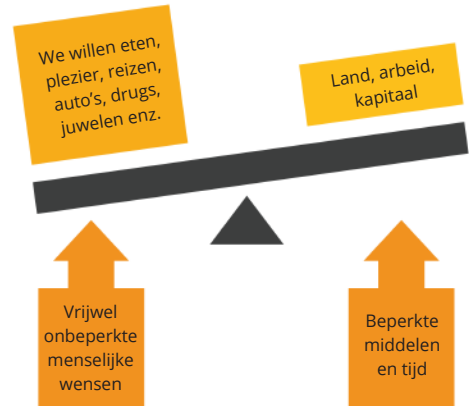 We willen eten,
plezier, reizen,
auto's, drugs,
juwelen enz.
Land, arbeid,
kapitaal
Vrijwel
onbeperkte
menselijke
wensen
Beperkte
middelen
en tijd